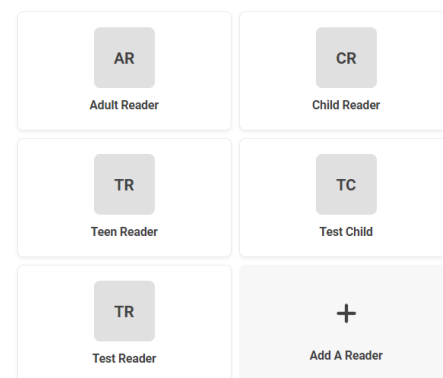 AR
CR
Adult Reader
Child Reader
TR
TC
Teen Reader
Test Child
TR
+
Test Reader
Add A Reader